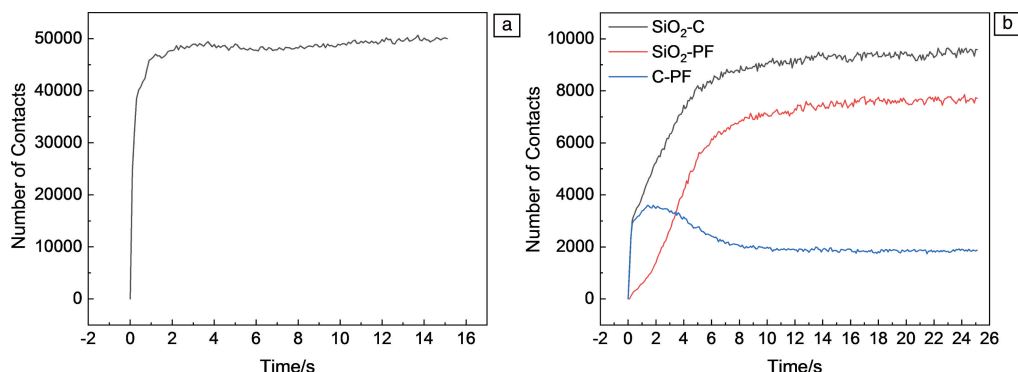 a
50000
40000
30000
20000
10000
0
Number of Contacts
-2 0 2 4 6 8 10 12 14 16
Time/s
b
SiO₂-C
SiO₂-PF
C-PF
10000
8000
6000
4000
2000
0
Number of Contacts
-2 0 2 4 6 8 10 12 14 16 18 20 22 24 26
Time/s